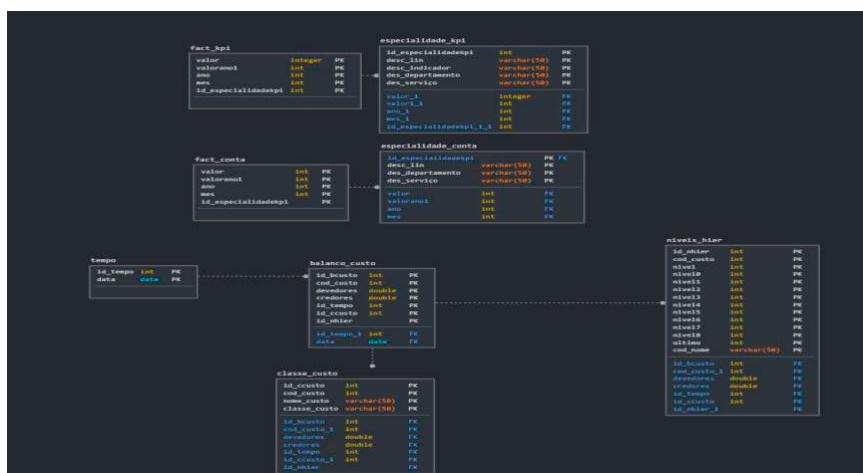 fact_kpi
valor integer PK
valorano1 int PK
ano int PK
mes int PK
id_especialidadekpi int PK
especialidade_kpi
id_especialidadekpi int PK
desc_lin varchar(50) PK
desc_indicador varchar(50) PK
des_departamento varchar(50) PK
des_serviço varchar(50) PK
valor_1 integer FK
valor1_1 int FK
ano_1 int FK
mes_1 int FK
id_especialidadekpi_1_1 int FK
fact_conta
valor int PK
valorano1 int PK
ano int PK
mes int PK
id_especialidadekpi PK
especialidade_conta
id_especialidadekpi PK FK
desc_lin varchar(50) PK
des_departamento varchar(50) PK
des_serviço varchar(50) PK
valor int FK
valorano1 int FK
ano int FK
mes int FK
tempo
id_tempo int PK
data date PK
balanco_custo
id_bcusto int PK
cod_custo int PK
devedores double PK
credores double PK
id_tempo int PK
id_ccusto int PK
id_nhier PK
id_tempo_1 int FK
data date FK
niveis_hier
id_nhier int PK
cod_custo int PK
nivel int PK
nivel0 int PK
nivel1 int PK
nivel2 int PK
nivel3 int PK
nivel4 int PK
nivel5 int PK
nivel6 int PK
nivel7 int PK
nivel8 int PK
ultimo int PK
cod_nome varchar(50) PK
id_bcusto int FK
cod_custo_1 int FK
devedores double FK
credores double FK
id_tempo int FK
id_ccusto int FK
id_nhier_1 FK
classe_custo
id_ccusto int PK
cod_custo int PK
nome_custo varchar(50) PK
classe_custo varchar(50) PK
id_bcusto int FK
cod_custo_1 int FK
devedores double FK
credores double FK
id_tempo int FK
id_ccusto_1 int FK
id_nhier FK